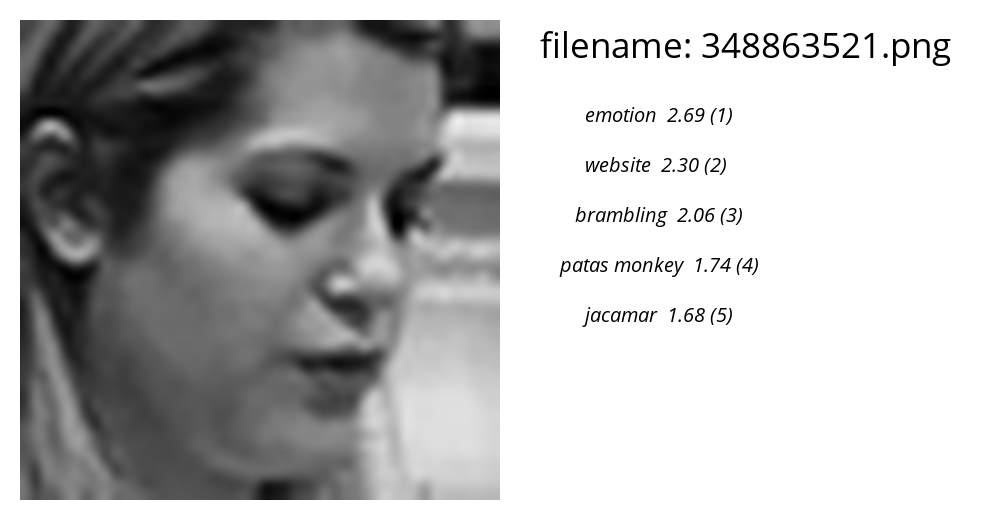 filename: 348863521.png
emotion 2.69 (1)
website 2.30 (2)
brambling 2.06 (3)
patas monkey 1.74 (4)
jacamar 1.68 (5)